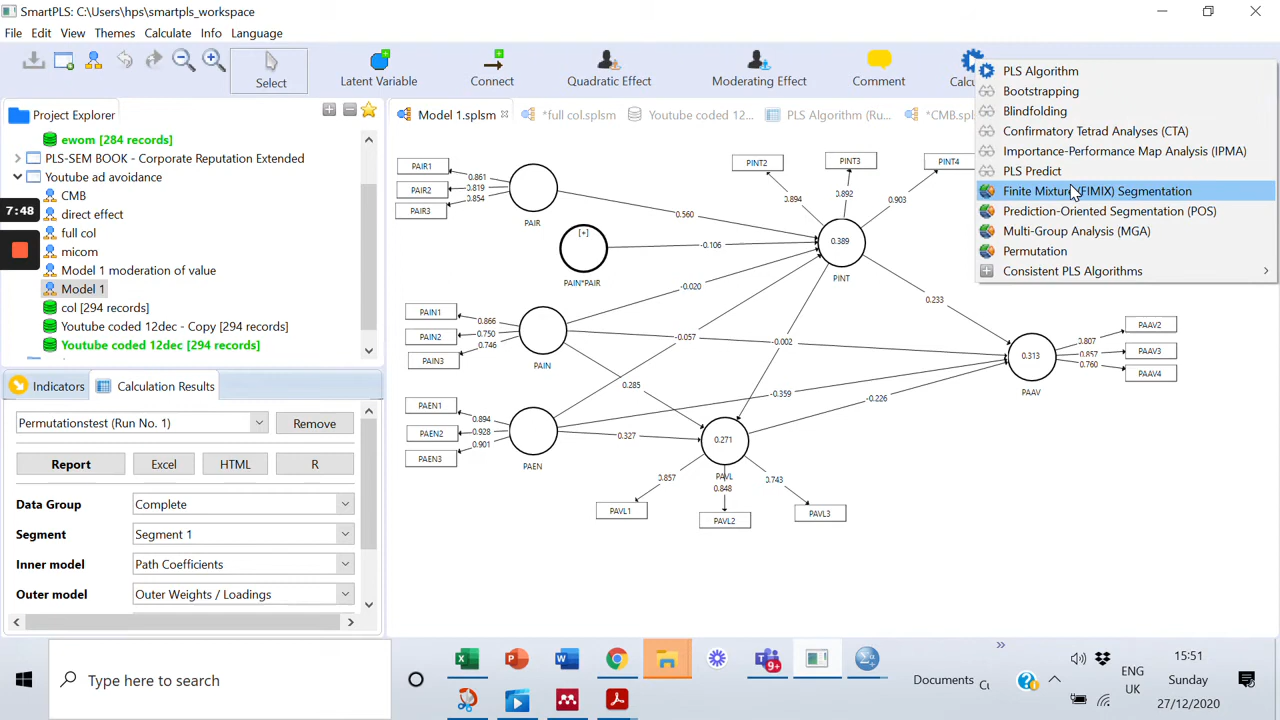 SmartPLS: C:\Users\hps\smartpls_workspace
File Edit View Themes Calculate Info Language
Select
Latent Variable
Connect
Quadratic Effect
Moderating Effect
Comment
Calcu
PLS Algorithm
Bootstrapping
Blindfolding
Confirmatory Tetrad Analyses (CTA)
Importance-Performance Map Analysis (IPMA)
PLS Predict
Finite Mixture (FIMIX) Segmentation
Prediction-Oriented Segmentation (POS)
Multi-Group Analysis (MGA)
Permutation
Consistent PLS Algorithms
Project Explorer
ewom [284 records]
PLS-SEM BOOK - Corporate Reputation Extended
Youtube ad avoidance
CMB
direct effect
full col
micom
Model 1 moderation of value
Model 1
col [294 records]
Youtube coded 12dec - Copy [294 records]
Youtube coded 12dec [294 records]
7:48
Indicators
Calculation Results
Permutationstest (Run No. 1)
Remove
Report
Excel
HTML
R
Data Group
Complete
Segment
Segment 1
Inner model
Path Coefficients
Outer model
Outer Weights / Loadings
Model 1.splsm
*full col.splsm
Youtube coded 12...
PLS Algorithm (Ru...
*CMB.splsm
PAIR1
PAIR2
PAIR3
0.861
0.819
0.854
PAIR
[+]
PAIN*PAIR
PAIN1
PAIN2
PAIN3
0.866
0.750
0.746
PAIN
PAEN1
PAEN2
PAEN3
0.894
0.928
0.901
PAEN
PINT2
PINT3
PINT4
0.894
0.892
0.903
0.389
PINT
0.560
-0.106
-0.020
-0.057
-0.002
0.285
0.327
-0.359
-0.226
0.233
0.271
PAVL
0.857
0.848
0.743
PAVL1
PAVL2
PAVL3
0.313
PAAV
0.807
0.857
0.760
PAAV2
PAAV3
PAAV4
Type here to search
9+
Documents
ENG
UK
15:51
Sunday
27/12/2020